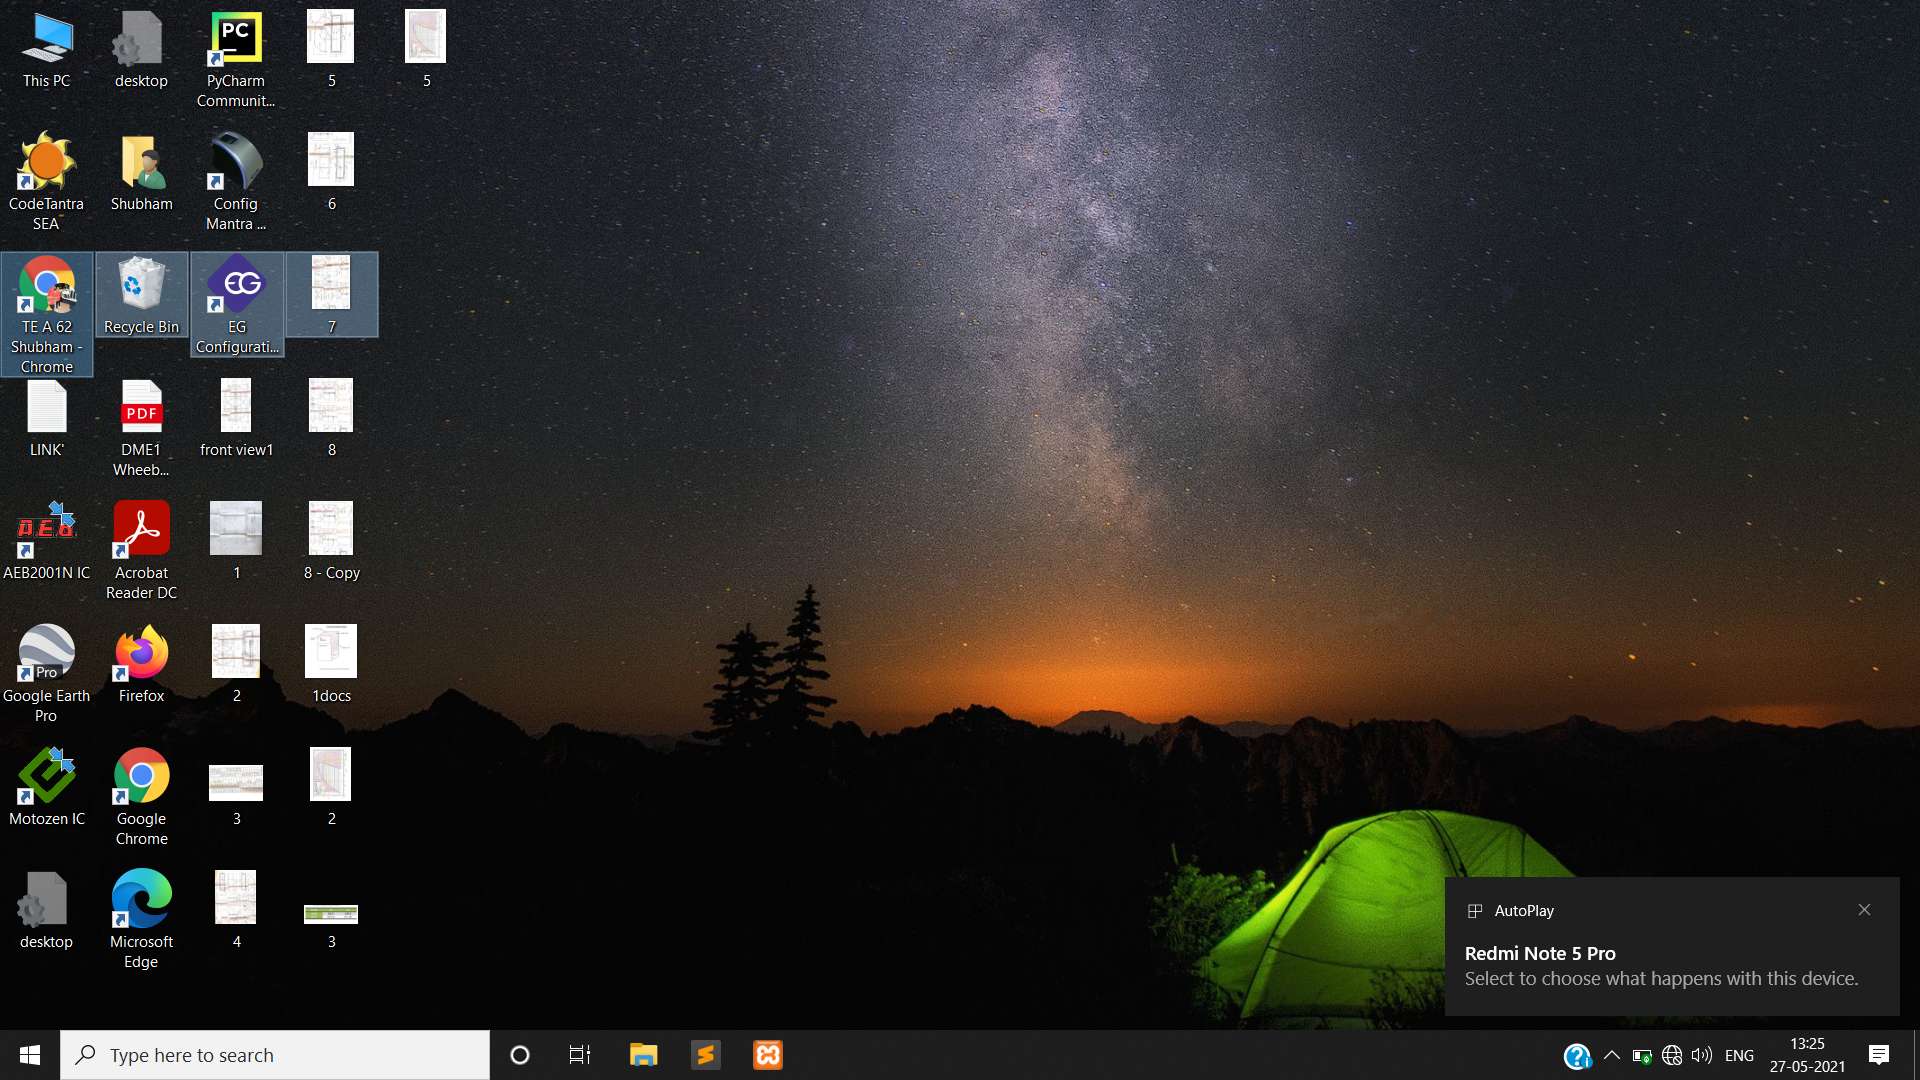 This PC
desktop
PyCharm
Communit...
5
5
CodeTantra
SEA
Shubham
Config
Mantra ...
6
TE A 62
Shubham -
Chrome
Recycle Bin
EG
Configurati...
7
LINK'
DME1
Wheeb...
front view1
8
AEB2001N IC
Acrobat
Reader DC
1
8 - Copy
Google Earth
Pro
Firefox
2
1docs
Motozen IC
Google
Chrome
3
2
desktop
Microsoft
Edge
4
3
PC
EG
PDF
AEB
Pro
AutoPlay
Redmi Note 5 Pro
Select to choose what happens with this device.
Type here to search
ENG
13:25
27-05-2021